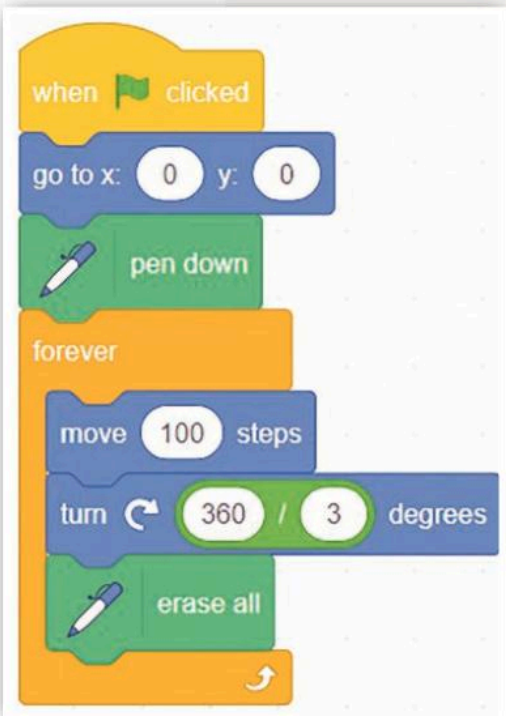 when clicked
go to x: 0 y: 0
pen down
forever
move 100 steps
turn 360 / 3 degrees
erase all